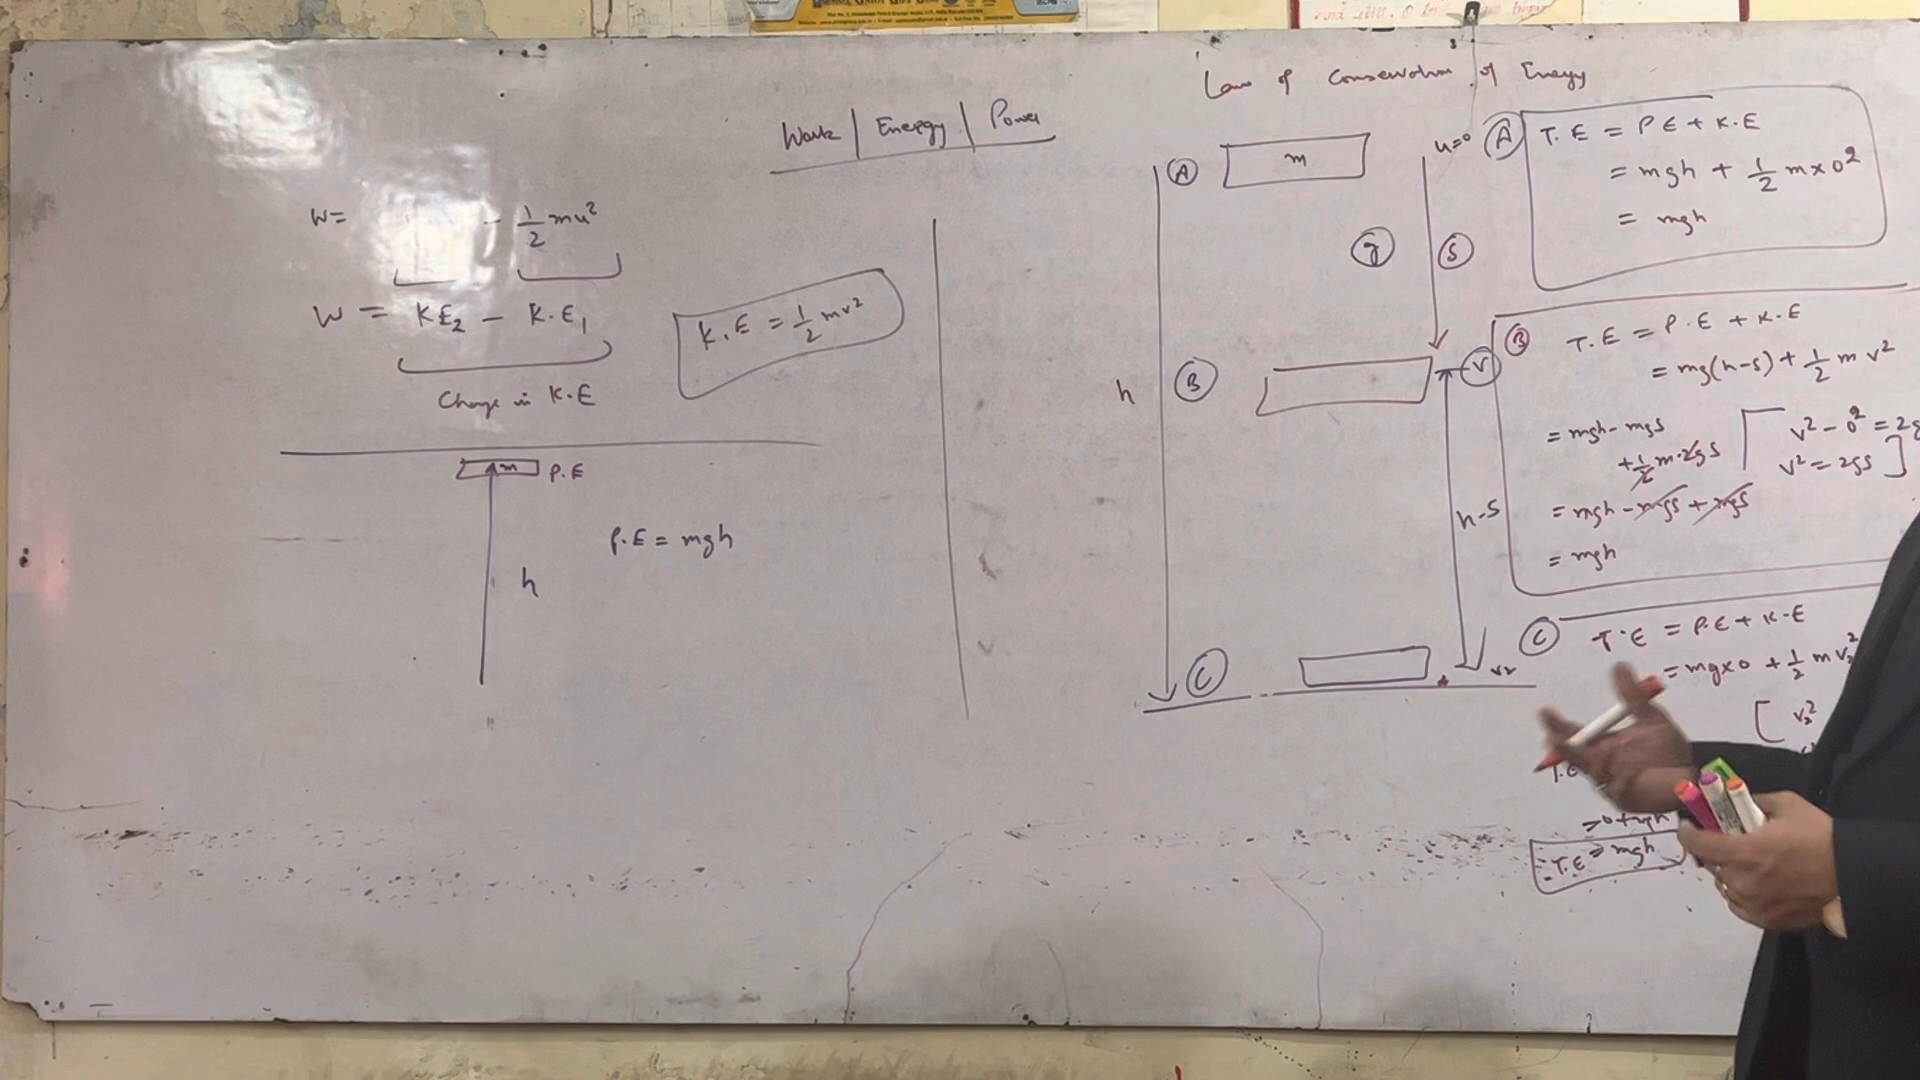 Law of Conservation of Energy
Work | Energy | Power
W = - 1/2 mu²
W = KE₂ - K.E₁
Change in K.E
K.E = 1/2 mv²
m P.E
P.E = mgh
h
A m u=0
g S
h B V
h-S
C v₂
A T.E = PE + K.E
= mgh + 1/2 m×0²
= mgh
B T.E = P.E + K.E
= mg(h-S) + 1/2 m v²
= mgh - mgS
+ 1/2 m.2gS
[ v² - 0² = 2g
v² = 2gS ]
= mgh - mgS + mgS
= mgh
C T.E = P.E + K.E
= mg×0 + 1/2 m v₂²
[ v₂²
T.E
= 0 + mgh
T.E = mgh